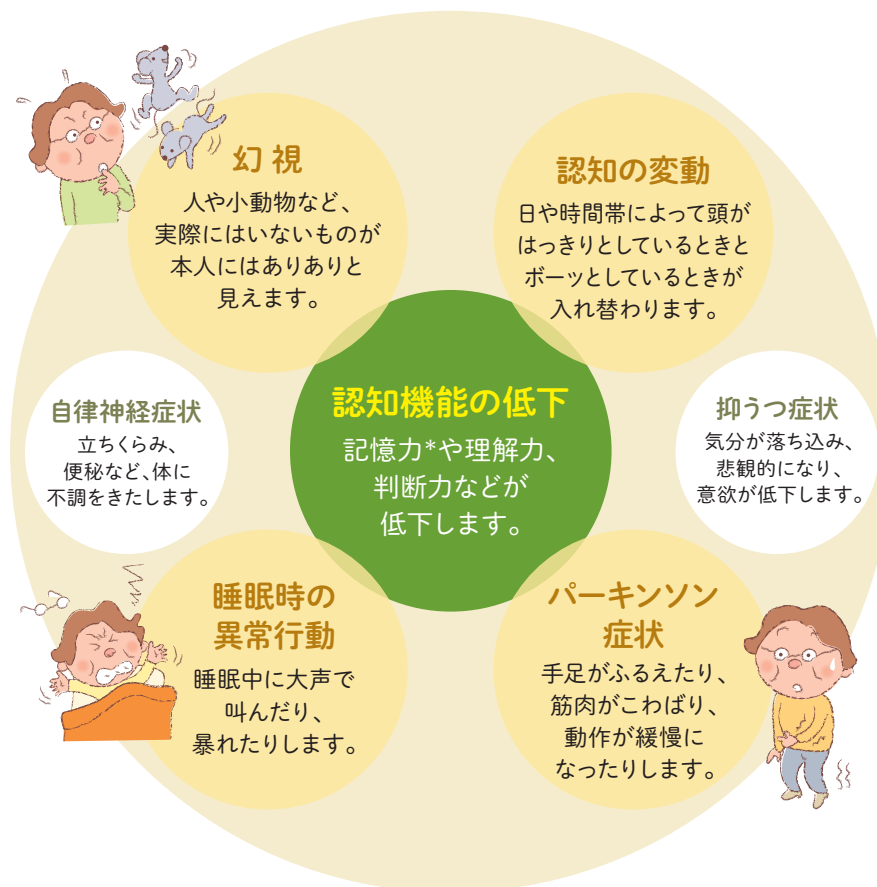 幻視
人や小動物など、
実際にはいないものが
本人にはありありと
見えます。
認知の変動
日や時間帯によって頭が
はっきりとしているときと
ボーッとしているときが
入れ替わります。
自律神経症状
立ちくらみ、
便秘など、体に
不調をきたします。
認知機能の低下
記憶力*や理解力、
判断力などが
低下します。
抑うつ症状
気分が落ち込み、
悲観的になり、
意欲が低下します。
睡眠時の
異常行動
睡眠中に大声で
叫んだり、
暴れたりします。
パーキンソン
症状
手足がふるえたり、
筋肉がこわばり、
動作が緩慢に
なったりします。